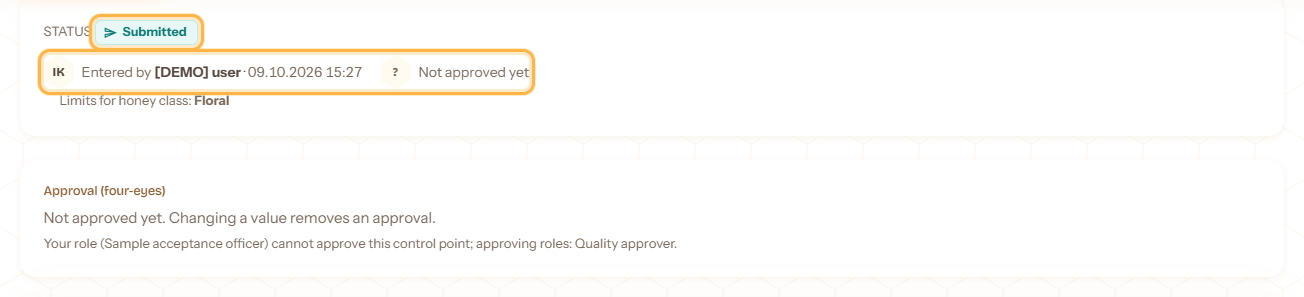 STATUS Submitted
IK Entered by [DEMO] user · 09.10.2026 15:27 ? Not approved yet
Limits for honey class: Floral
Approval (four-eyes)
Not approved yet. Changing a value removes an approval.
Your role (Sample acceptance officer) cannot approve this control point; approving roles: Quality approver.